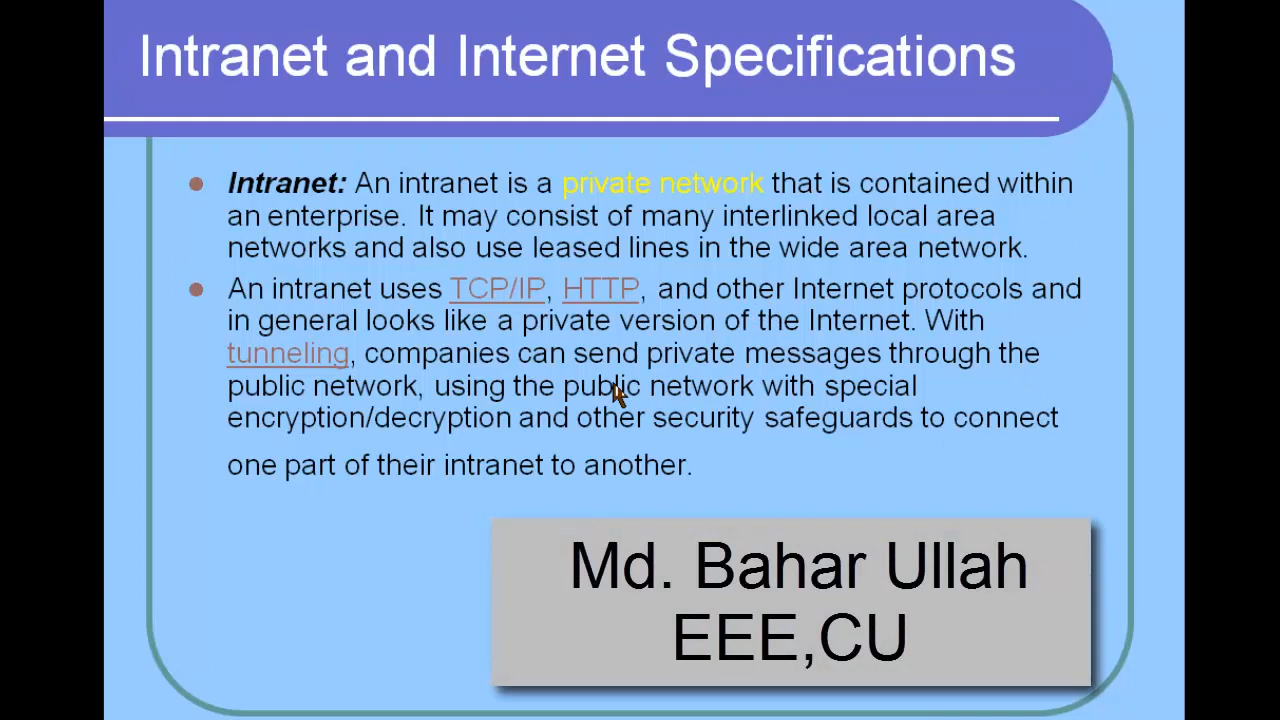 Intranet and Internet Specifications
Intranet: An intranet is a private network that is contained within
an enterprise. It may consist of many interlinked local area
networks and also use leased lines in the wide area network.
An intranet uses TCP/IP, HTTP, and other Internet protocols and
in general looks like a private version of the Internet. With
tunneling, companies can send private messages through the
public network, using the public network with special
encryption/decryption and other security safeguards to connect
one part of their intranet to another.
Md. Bahar Ullah
EEE,CU